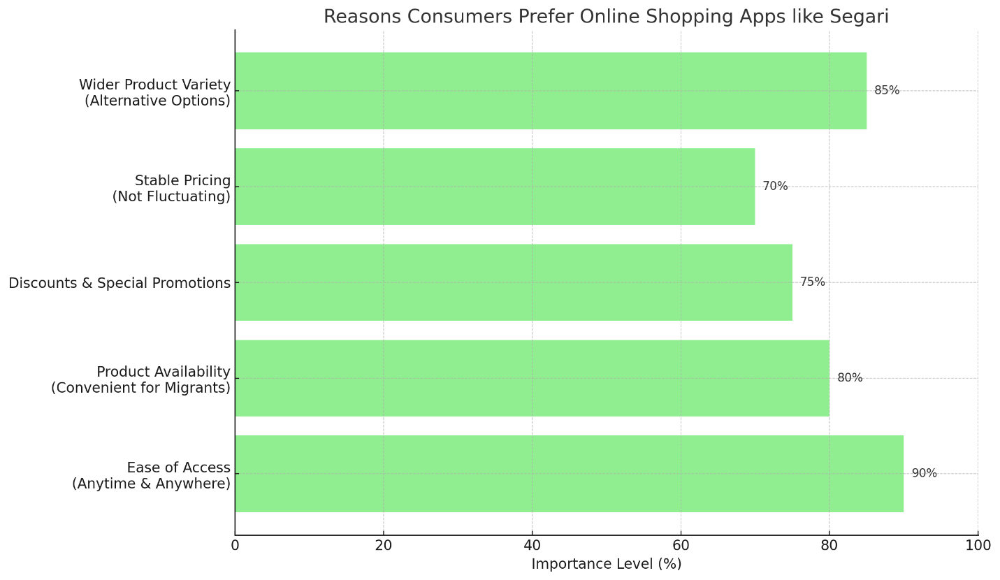 Reasons Consumers Prefer Online Shopping Apps like Segari
Wider Product Variety
(Alternative Options)
85%
Stable Pricing
(Not Fluctuating)
70%
Discounts & Special Promotions
75%
Product Availability
(Convenient for Migrants)
80%
Ease of Access
(Anytime & Anywhere)
90%
0 20 40 60 80 100
Importance Level (%)